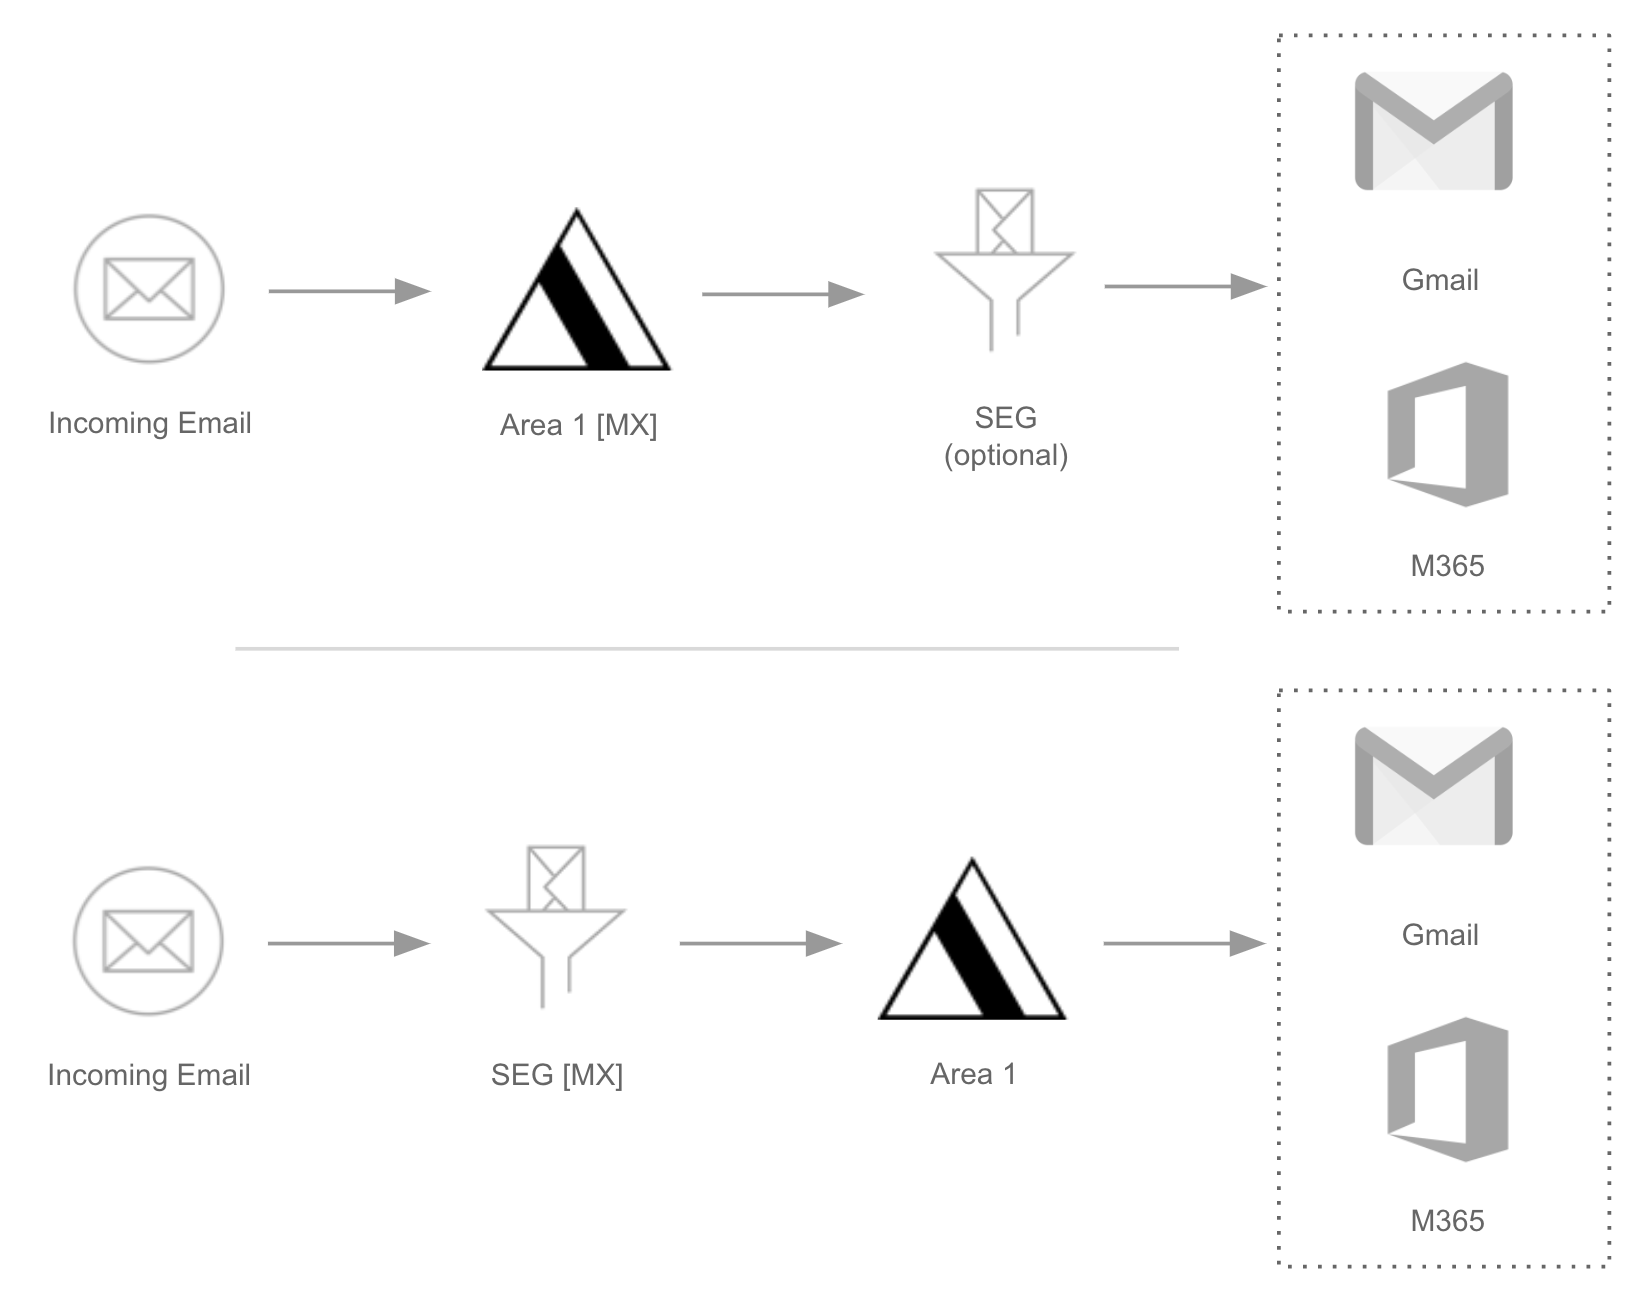 Gmail
Incoming Email
Area 1 [MX]
SEG
(optional)
M365
Gmail
Incoming Email
SEG [MX]
Area 1
M365